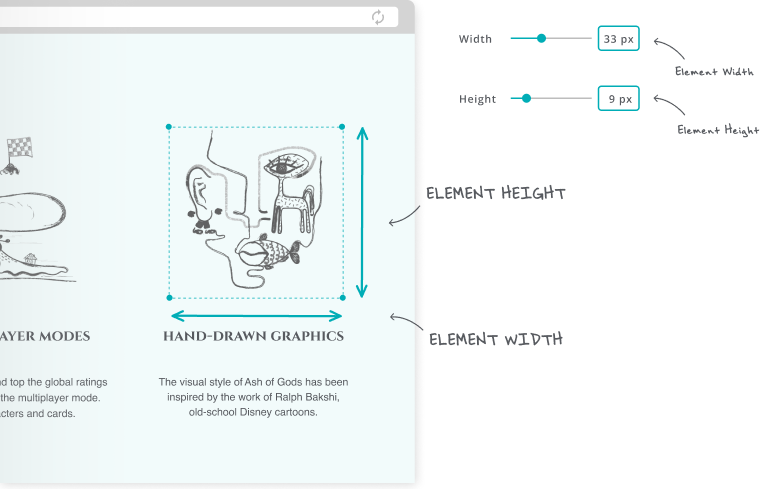 Width
33 px
Element Width
Height
9 px
Element Height
ELEMENT HEIGHT
ELEMENT WIDTH
AYER MODES
d top the global ratings
the multiplayer mode.
cters and cards.
HAND-DRAWN GRAPHICS
The visual style of Ash of Gods has been
inspired by the work of Ralph Bakshi,
old-school Disney cartoons.